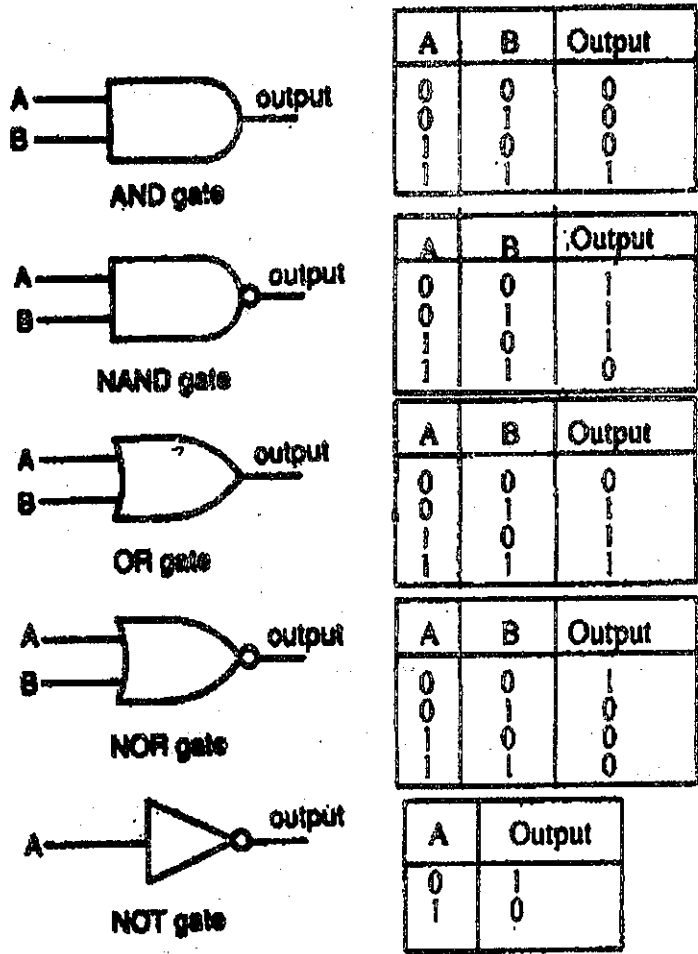 A
B
output
AND gate
A B Output
0 0 0
0 1 0
1 0 0
1 1 1
A
B
output
NAND gate
A B Output
0 0 1
0 1 1
1 0 1
1 1 0
A
B
output
OR gate
A B Output
0 0 0
0 1 1
1 0 1
1 1 1
A
B
output
NOR gate
A B Output
0 0 1
0 1 0
1 0 0
1 1 0
A
output
NOT gate
A Output
0 1
1 0